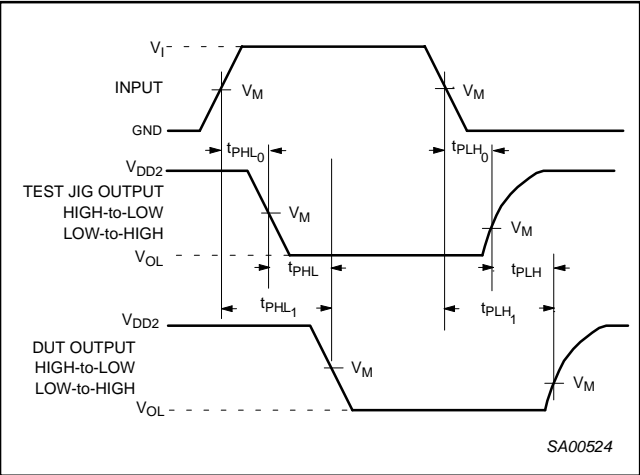 VI
INPUT
VM
VM
GND
tPHL0
tPLH0
VDD2
TEST JIG OUTPUT
HIGH-to-LOW
LOW-to-HIGH
VM
VM
VOL
tPHL
tPLH
tPHL1
tPLH1
VDD2
DUT OUTPUT
HIGH-to-LOW
LOW-to-HIGH
VM
VM
VOL
SA00524